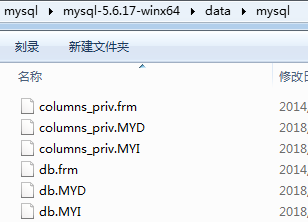 mysql ▸ mysql-5.6.17-winx64 ▸ data ▸ mysql
刻录 新建文件夹
名称 修改日
columns_priv.frm 2014,
columns_priv.MYD 2018,
columns_priv.MYI 2018,
db.frm 2014,
db.MYD 2018,
db.MYI 2018,